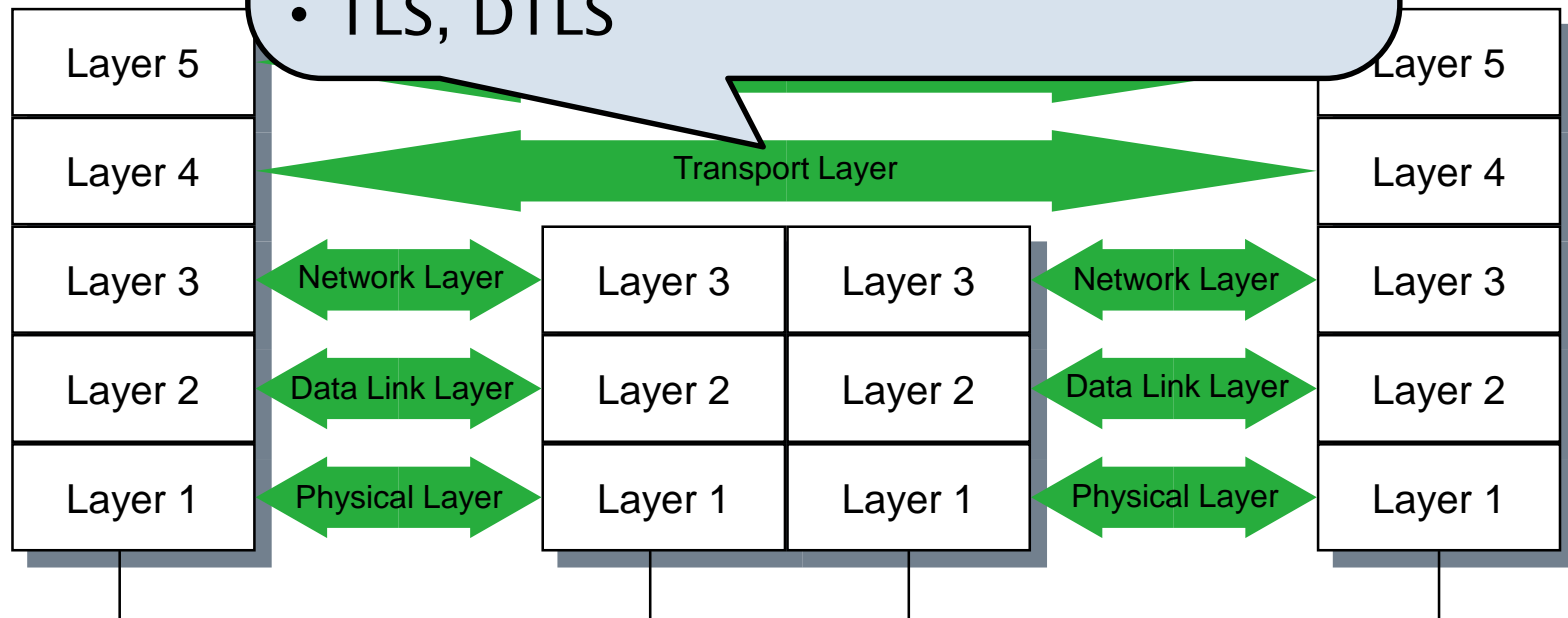 • TLS, DTLS
Layer 5 Layer 5
Layer 4 Transport Layer Layer 4
Layer 3 Network Layer Layer 3 Layer 3 Network Layer Layer 3
Layer 2 Data Link Layer Layer 2 Layer 2 Data Link Layer Layer 2
Layer 1 Physical Layer Layer 1 Layer 1 Physical Layer Layer 1